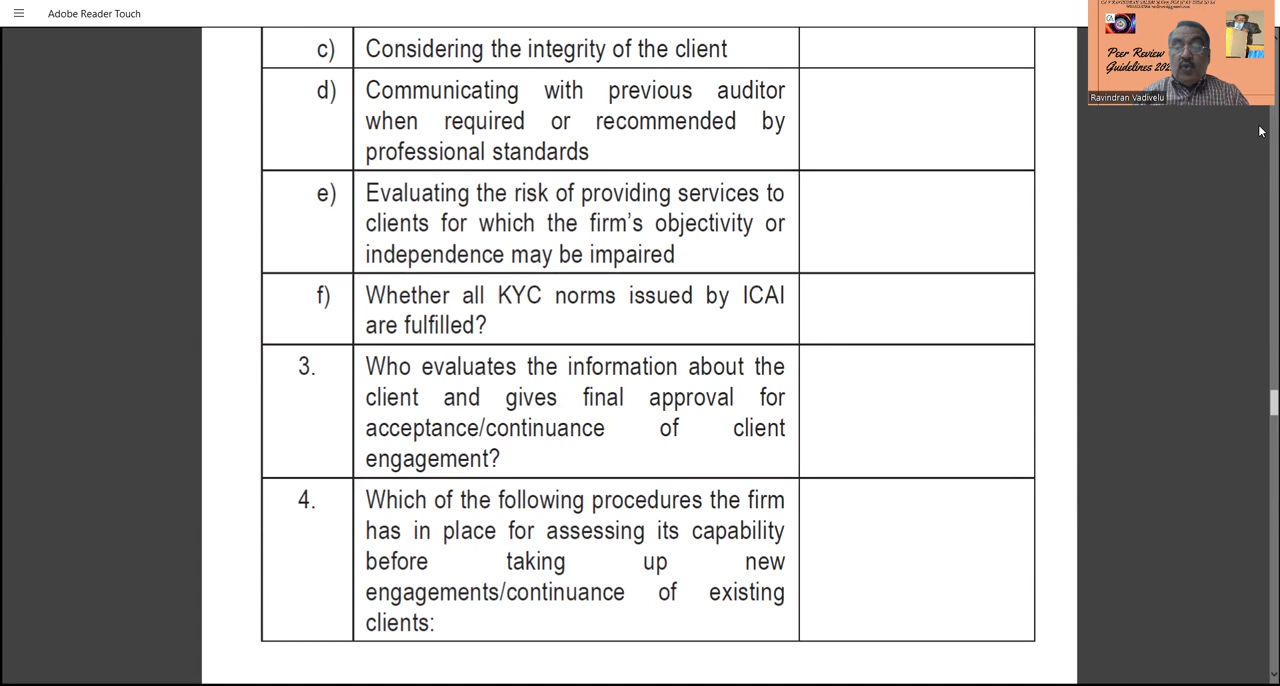 Adobe Reader Touch
c) Considering the integrity of the client
d) Communicating with previous auditor
when required or recommended by
professional standards
e) Evaluating the risk of providing services to
clients for which the firm's objectivity or
independence may be impaired
f) Whether all KYC norms issued by ICAI
are fulfilled?
3. Who evaluates the information about the
client and gives final approval for
acceptance/continuance of client
engagement?
4. Which of the following procedures the firm
has in place for assessing its capability
before taking up new
engagements/continuance of existing
clients:
Peer Review
Guidelines
Ravindran Vadivelu